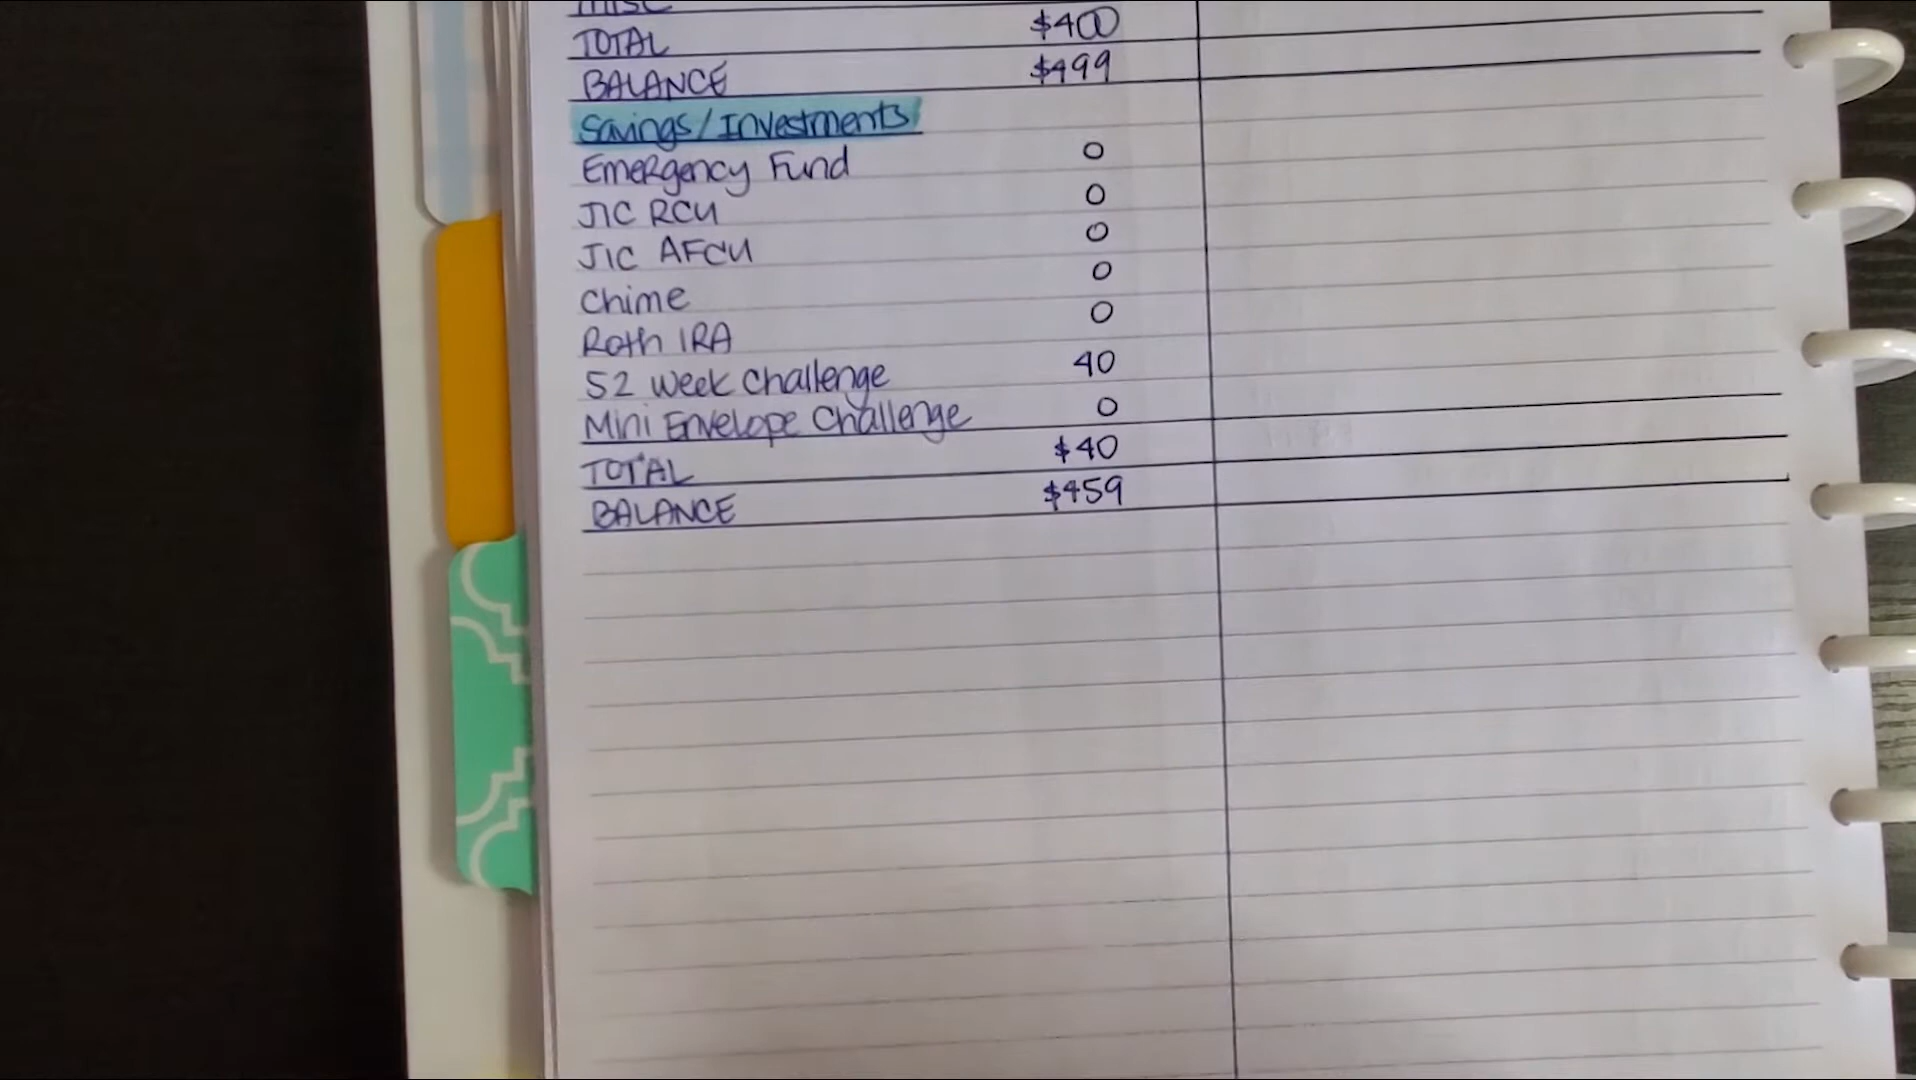 MISC
TOTAL $400
BALANCE $499
Savings/Investments
Emergency Fund 0
JIC RCU 0
JIC AFCU 0
Chime 0
Roth IRA 0
52 Week Challenge 40
Mini Envelope Challenge 0
TOTAL $40
BALANCE $459